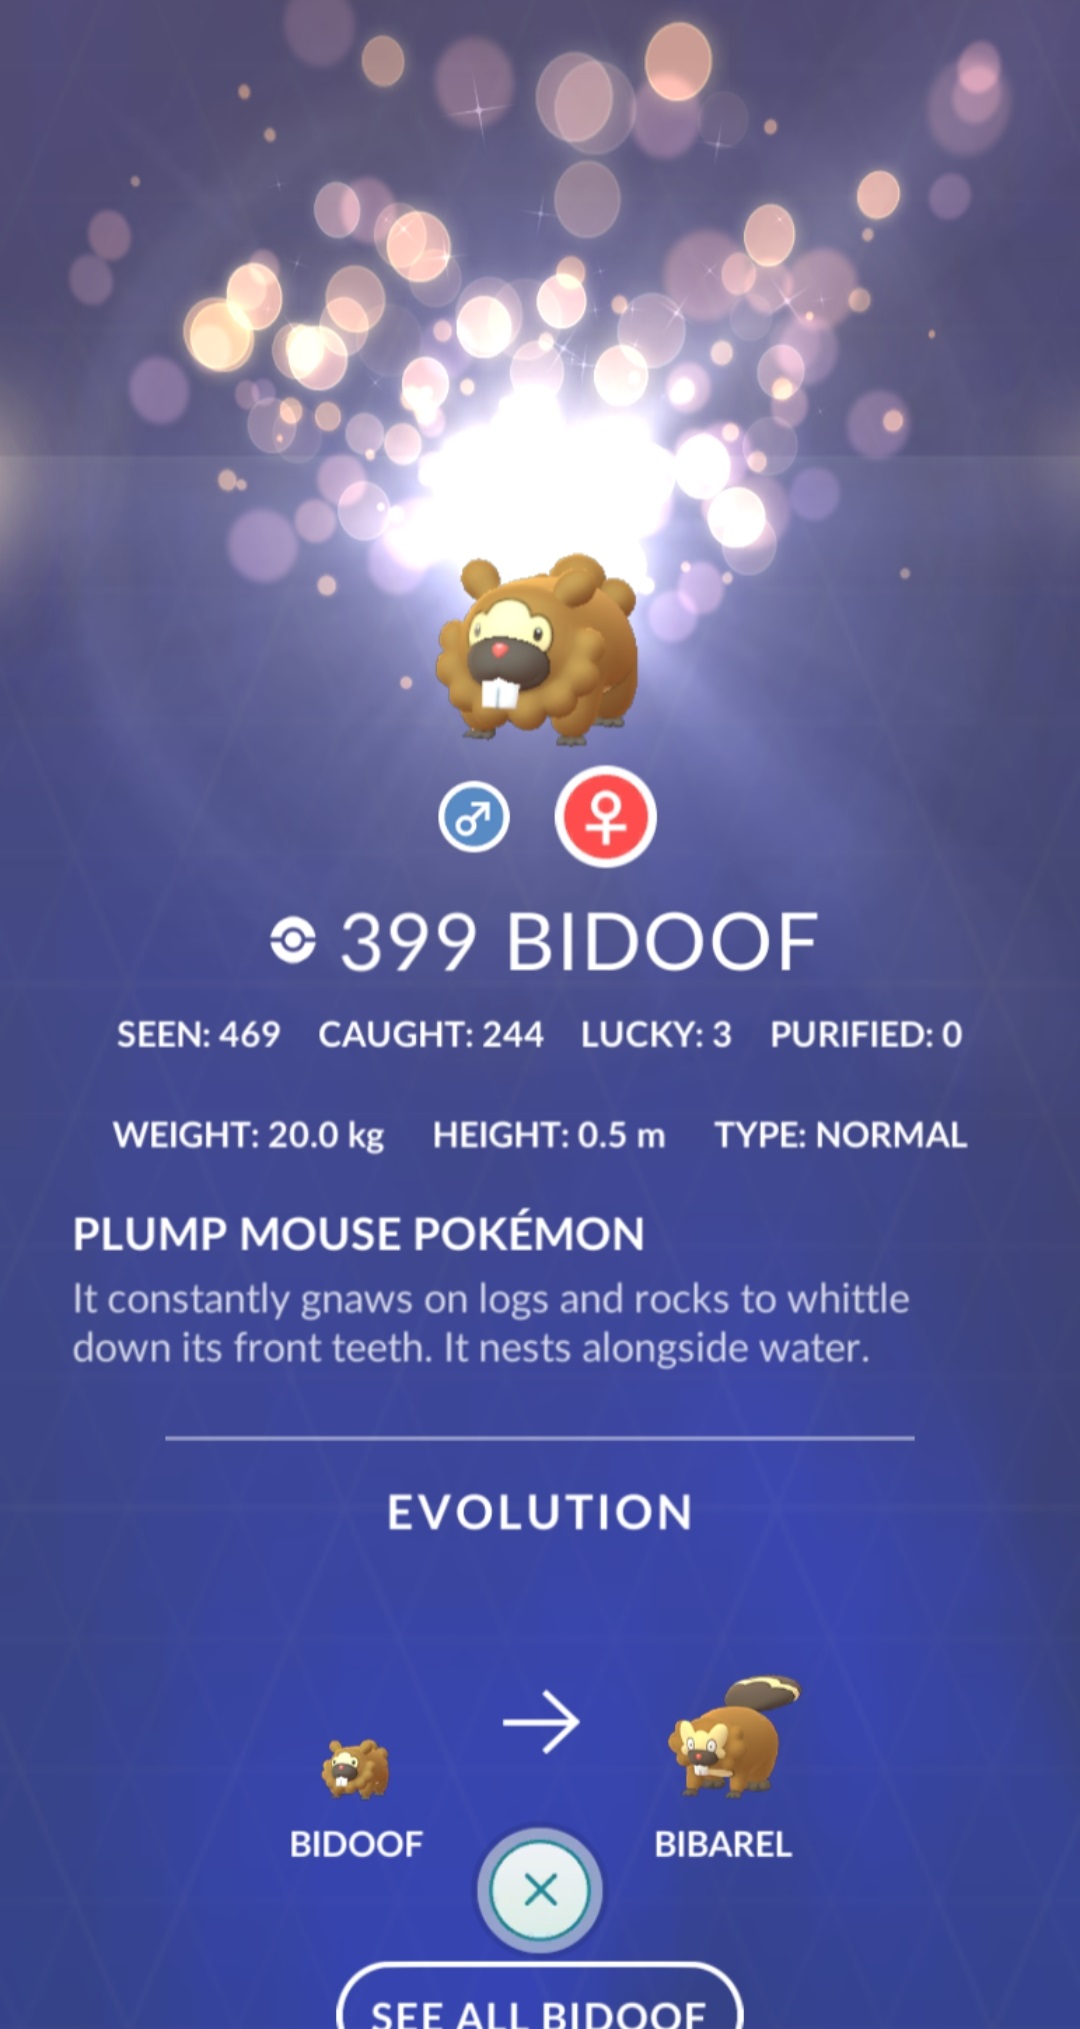 399 BIDOOF
SEEN: 469 CAUGHT: 244 LUCKY: 3 PURIFIED: 0
WEIGHT: 20.0 kg HEIGHT: 0.5 m TYPE: NORMAL
PLUMP MOUSE POKÉMON
It constantly gnaws on logs and rocks to whittle
down its front teeth. It nests alongside water.
EVOLUTION
BIDOOF BIBAREL
SEE ALL BIDOOF